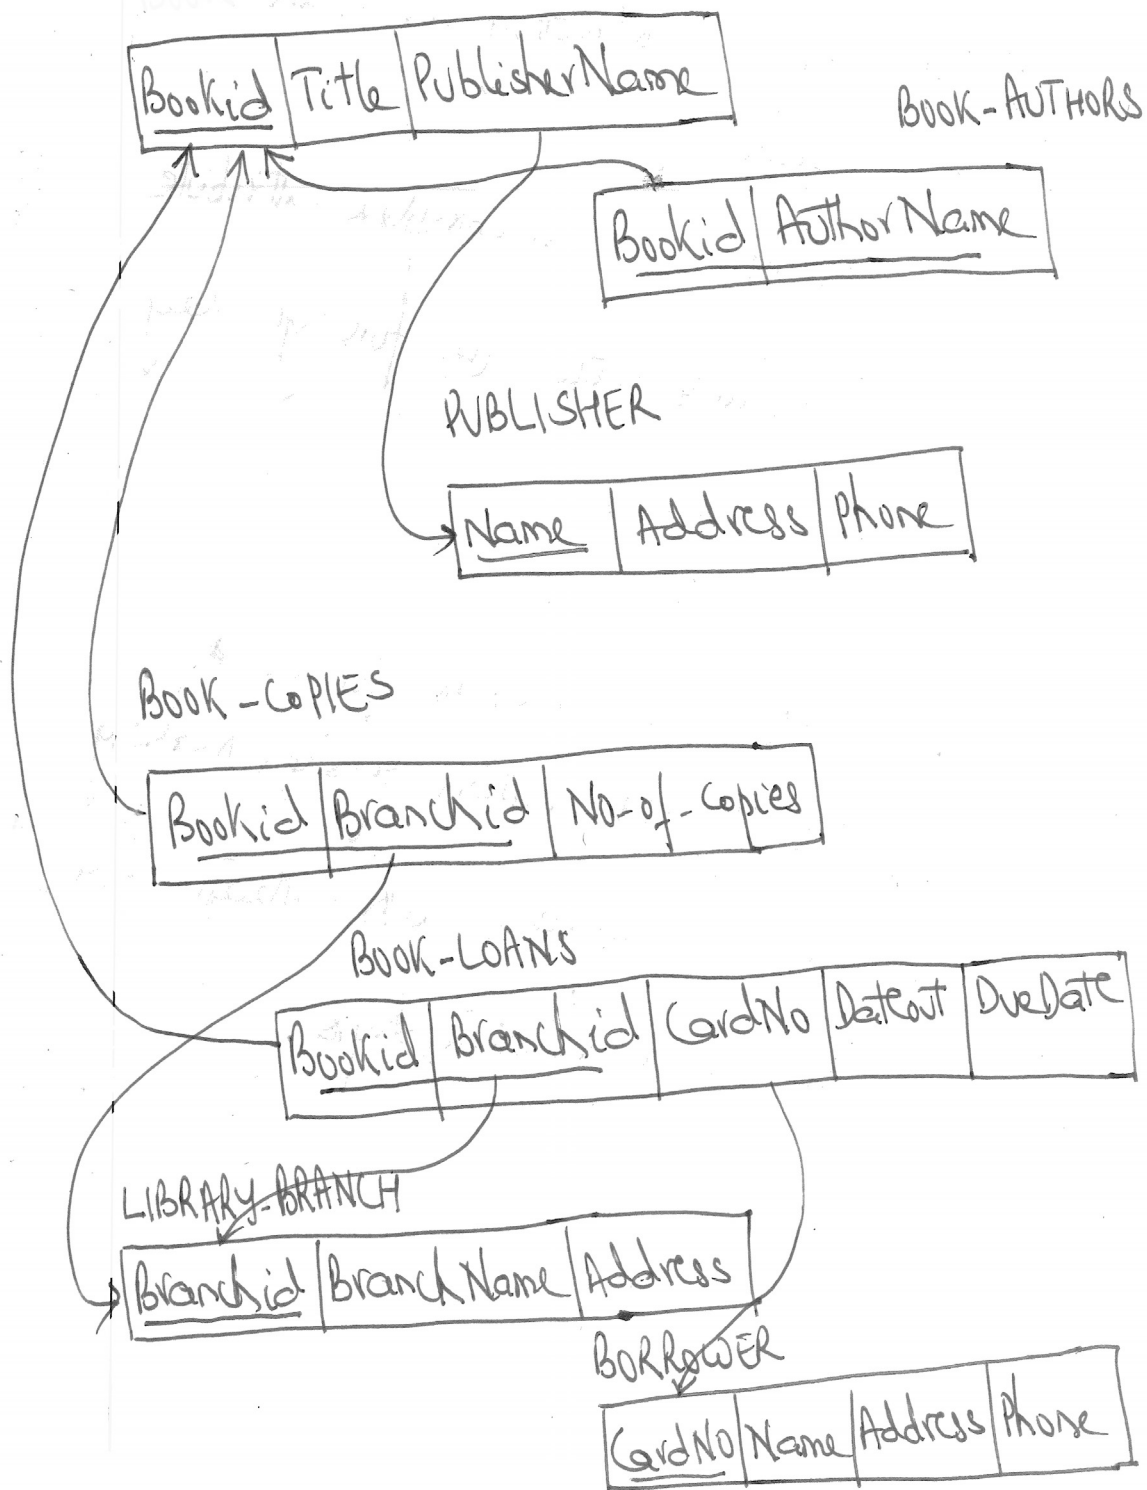 Bookid Title PublisherName
BOOK-AUTHORS
Bookid AuthorName
PUBLISHER
Name Address Phone
BOOK-COPIES
Bookid Branchid No-of-Copies
BOOK-LOANS
Bookid Branchid CardNo Dateout DueDate
LIBRARY-BRANCH
Branchid BranchName Address
BORROWER
CardNo Name Address Phone